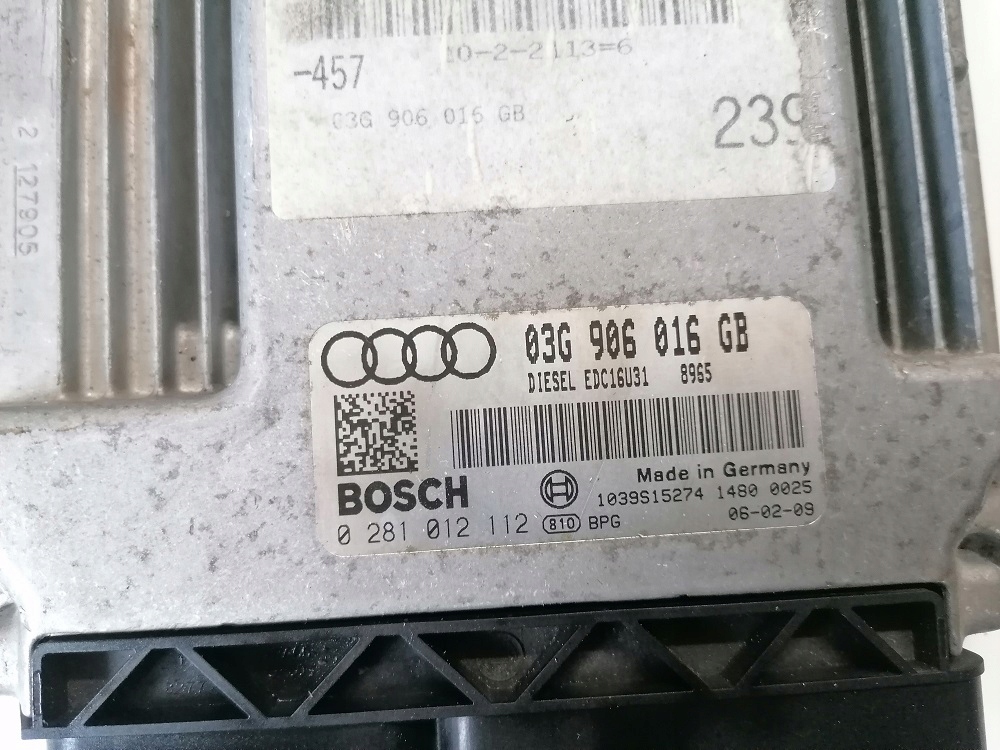 10-2-2113=6
-457
03G 906 016 GB
239
2 127906
03G 906 016 GB
DIESEL EDC16U31 8965
BOSCH
Made in Germany
1039S15274 1480 0025
0 281 012 112 810 BPG
06-02-09